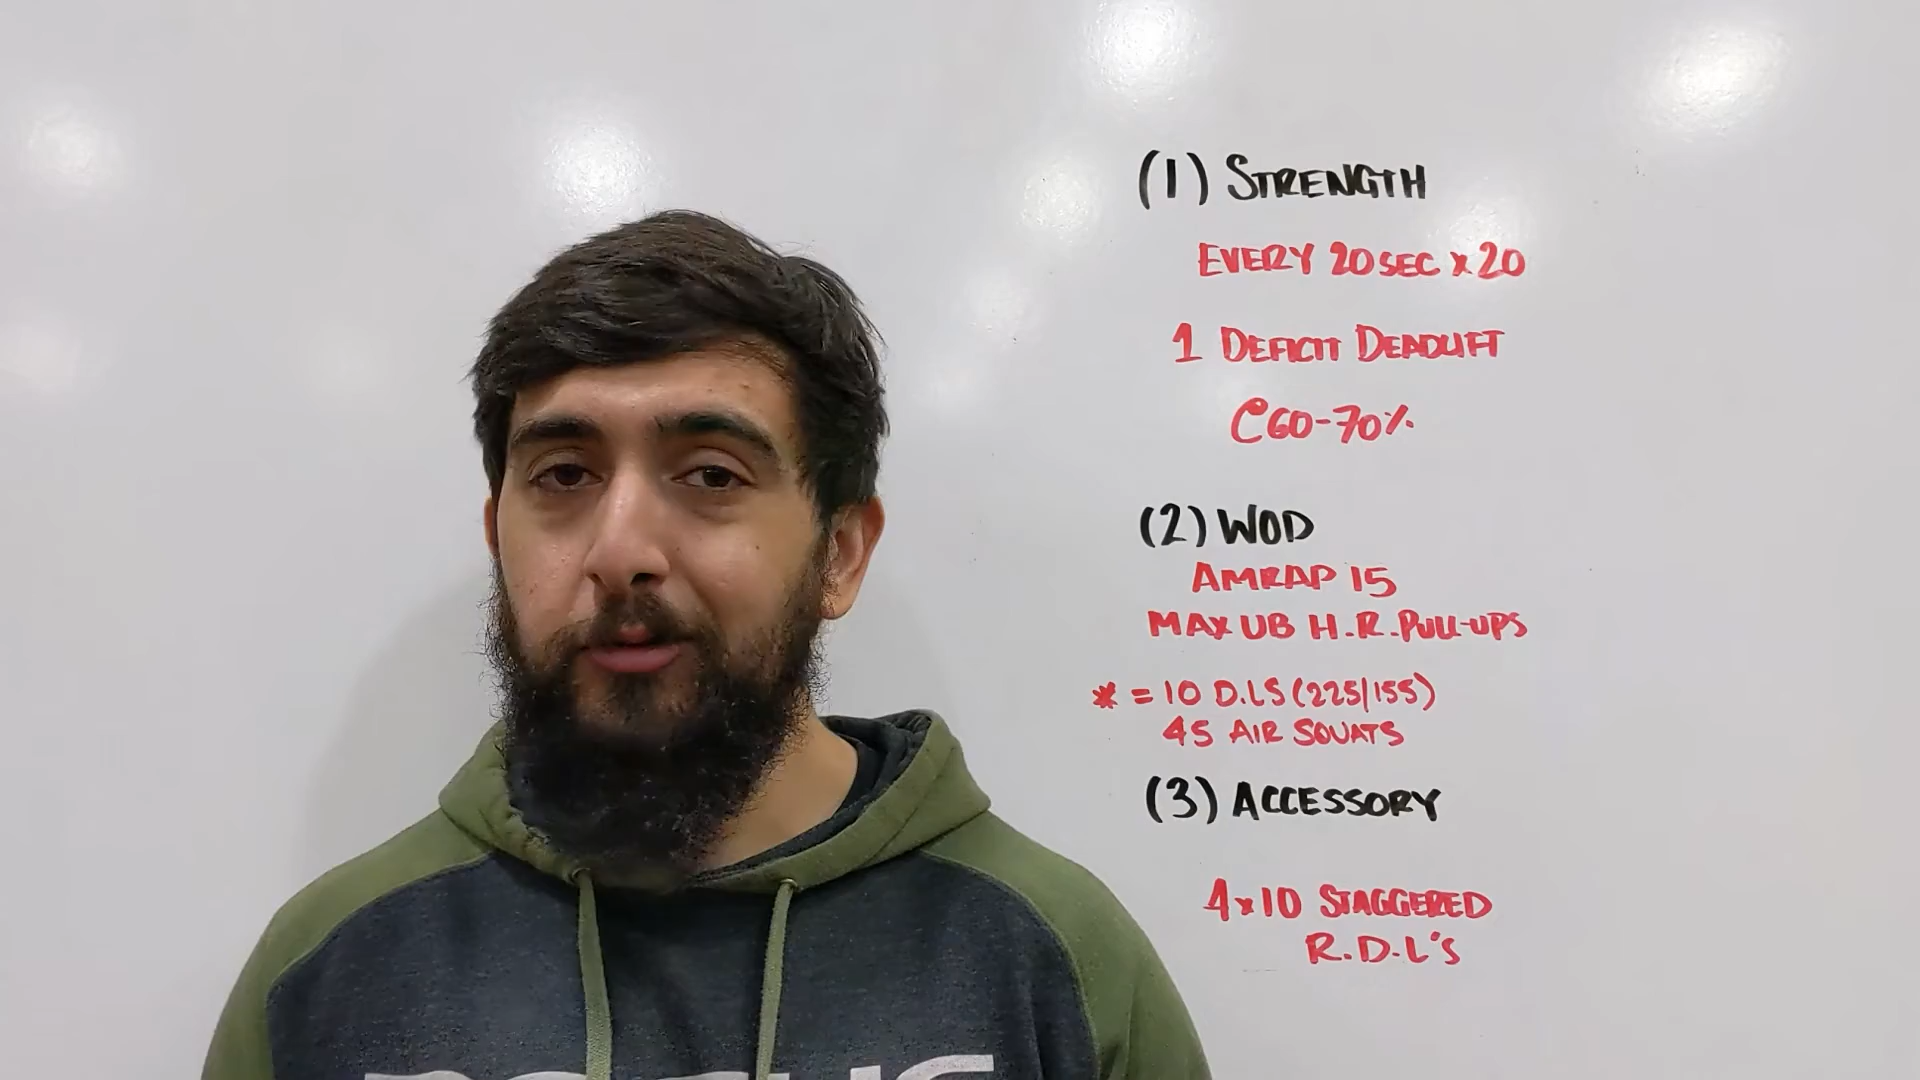 (1) STRENGTH
EVERY 20 SEC x 20
1 DEFICIT DEADLIFT
@60-70%
(2) WOD
AMRAP 15
MAX UB H.R. PULL-UPS
* = 10 D.LS (225/155)
45 AIR SQUATS
(3) ACCESSORY
4x10 STAGGERED
R.D.L'S